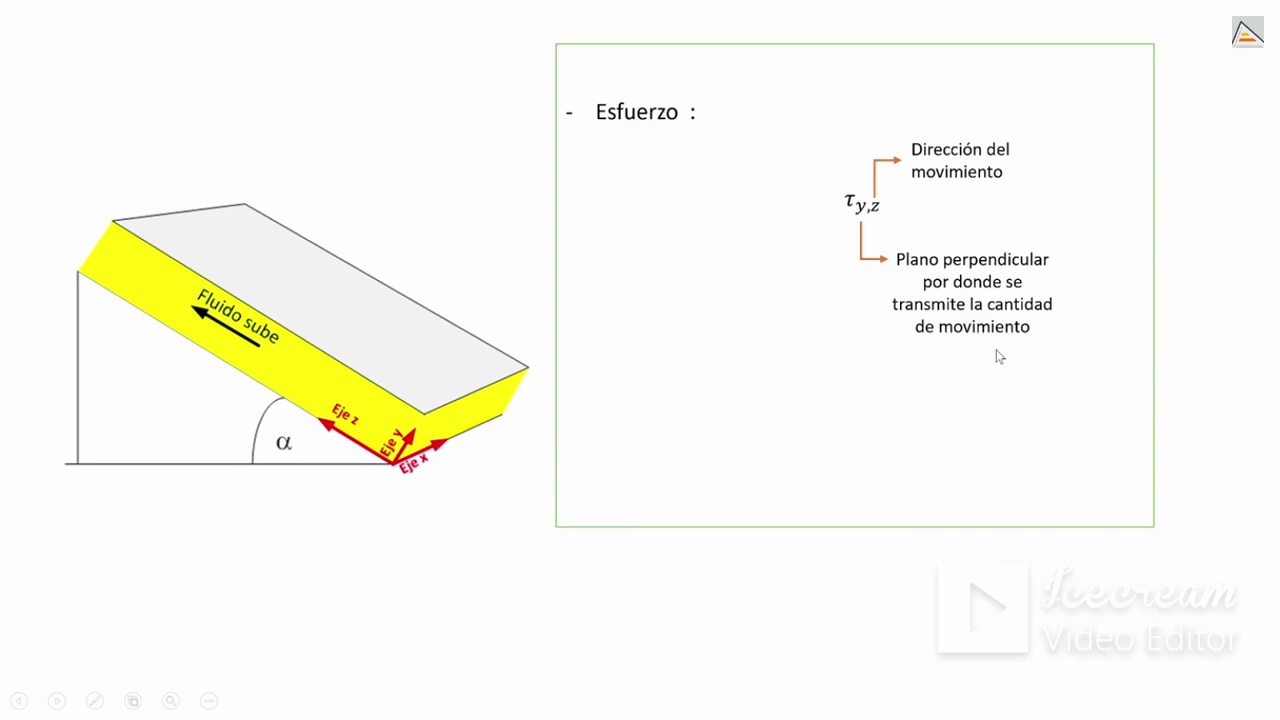 - Esfuerzo :
Dirección del
movimiento
τy,z
Plano perpendicular
por donde se
transmite la cantidad
de movimiento
Fluido sube
Eje z
Eje y
Eje x
α
Icecream
Video Editor